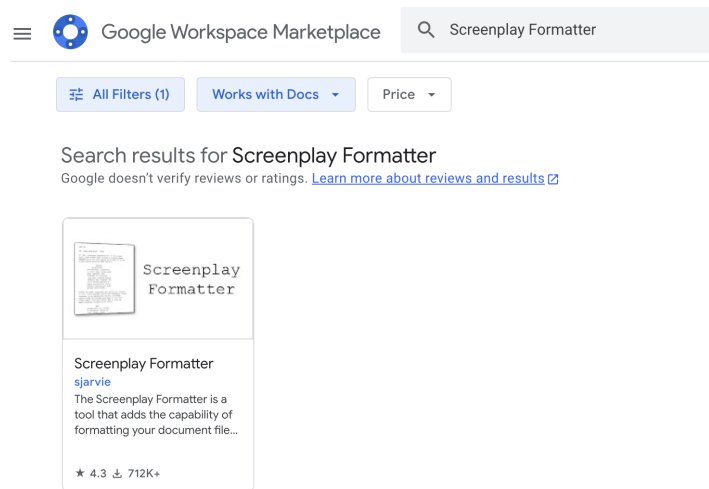 Google Workspace Marketplace
Screenplay Formatter
All Filters (1)
Works with Docs
Price
Search results for Screenplay Formatter
Google doesn't verify reviews or ratings. Learn more about reviews and results
Screenplay
Formatter
Screenplay Formatter
sjarvie
The Screenplay Formatter is a
tool that adds the capability of
formatting your document file...
★ 4.3 712K+